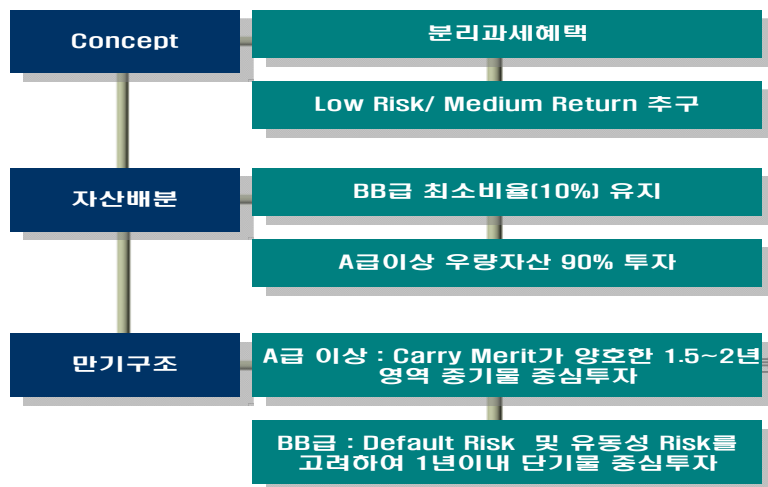 Concept
분리과세혜택
Low Risk/ Medium Return 추구
자산배분
BB급 최소비율(10%) 유지
A급이상 우량자산 90% 투자
만기구조
A급 이상 : Carry Merit가 양호한 1.5~2년
영역 중기물 중심투자
BB급 : Default Risk 및 유동성 Risk를
고려하여 1년이내 단기물 중심투자